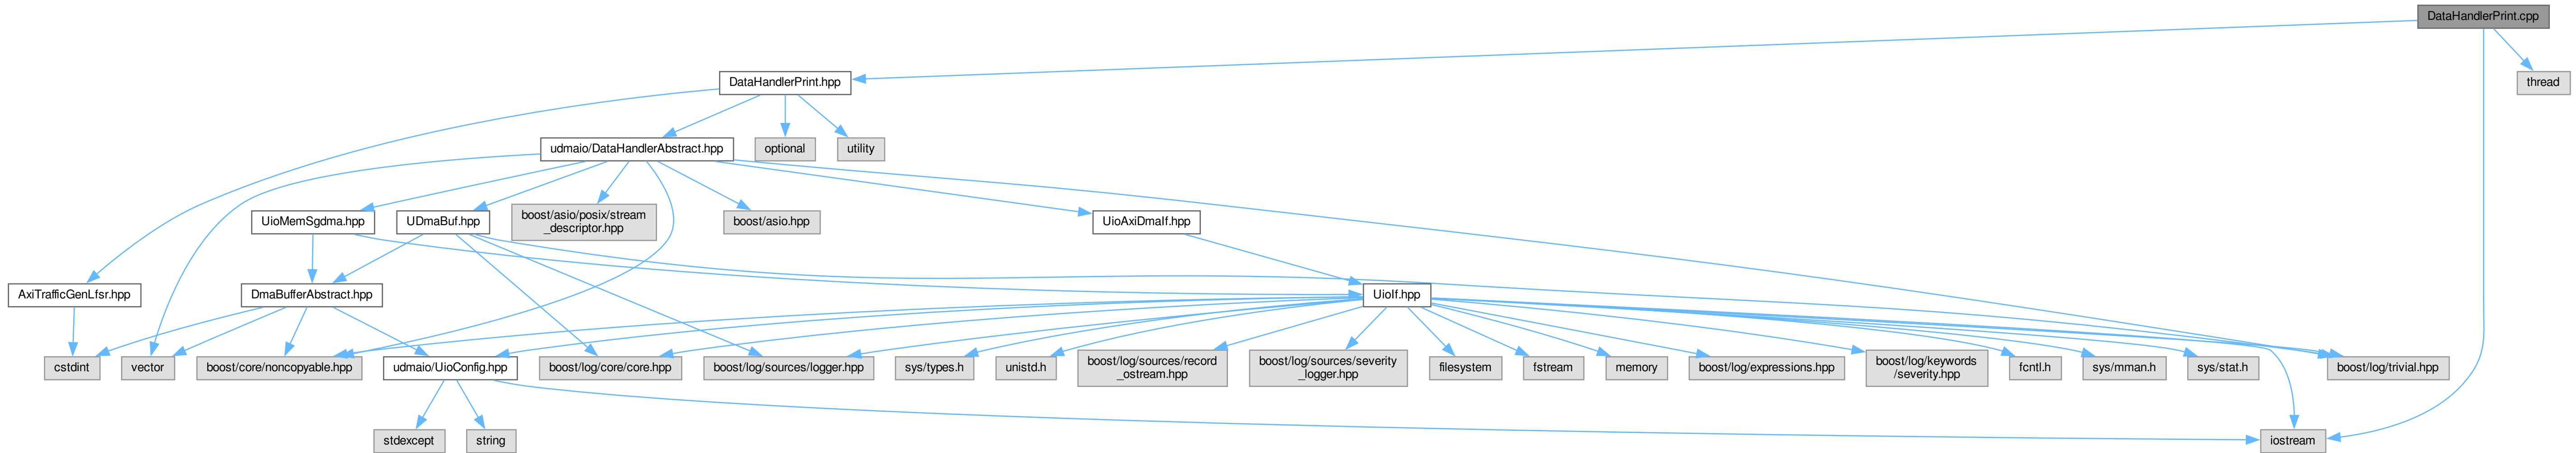 DataHandlerPrint.cpp
DataHandlerPrint.hpp
thread
udmaio/DataHandlerAbstract.hpp
optional
utility
UioMemSgdma.hpp
UDmaBuf.hpp
boost/asio/posix/stream
_descriptor.hpp
boost/asio.hpp
UioAxiDmaIf.hpp
AxiTrafficGenLfsr.hpp
DmaBufferAbstract.hpp
UioIf.hpp
cstdint
vector
boost/core/noncopyable.hpp
udmaio/UioConfig.hpp
boost/log/core/core.hpp
boost/log/sources/logger.hpp
sys/types.h
unistd.h
boost/log/sources/record
_ostream.hpp
boost/log/sources/severity
_logger.hpp
filesystem
fstream
memory
boost/log/expressions.hpp
boost/log/keywords
/severity.hpp
fcntl.h
sys/mman.h
sys/stat.h
boost/log/trivial.hpp
stdexcept
string
iostream